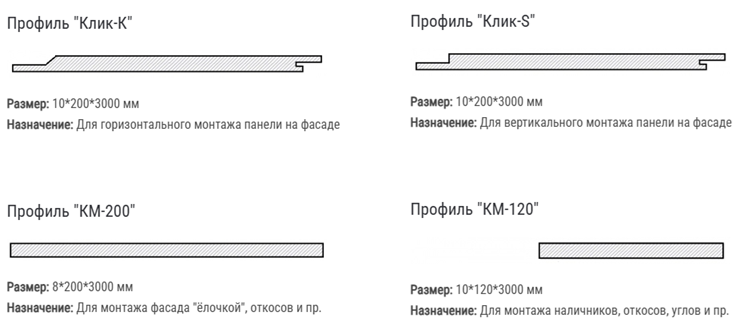 Профиль "Клик-К"
Размер: 10*200*3000 мм
Назначение: Для горизонтального монтажа панели на фасаде
Профиль "Клик-S"
Размер: 10*200*3000 мм
Назначение: Для вертикального монтажа панели на фасаде
Профиль "КМ-200"
Размер: 8*200*3000 мм
Назначение: Для монтажа фасада "ёлочкой", откосов и пр.
Профиль "КМ-120"
Размер: 10*120*3000 мм
Назначение: Для монтажа наличников, откосов, углов и пр.